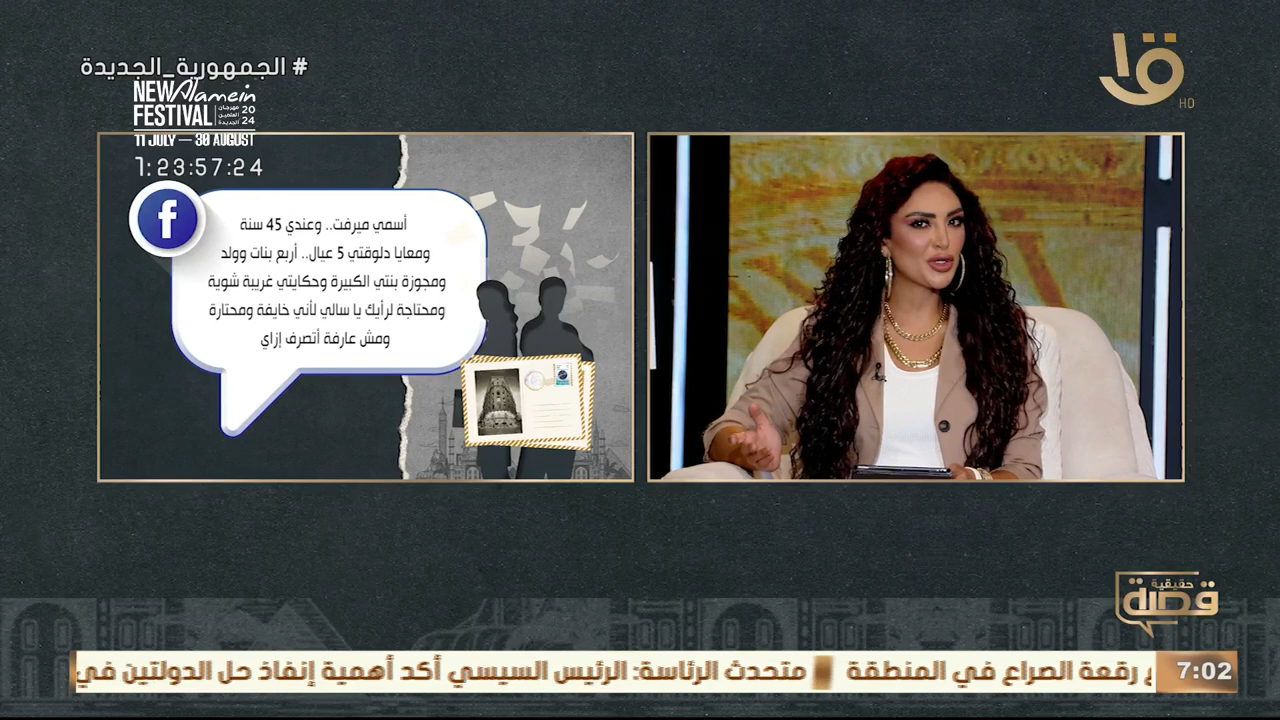 # الجمهورية_الجديدة
NEW Alamein
FESTIVAL
مهرجان
العلمين
الجديدة
20
24
11 JULY — 30 AUGUST
1:23:57:24
HD
أسمي ميرفت.. وعندي 45 سنة
ومعايا دلوقتي 5 عيال.. أربع بنات وولد
ومجوزة بنتي الكبيرة وحكايتي غريبة شوية
ومحتاجة لرأيك يا سالي لأني خايفة ومحتارة
ومش عارفة أتصرف إزاي
قصة
حقيقية
رقعة الصراع في المنطقة
متحدث الرئاسة: الرئيس السيسي أكد أهمية إنفاذ حل الدولتين في
7:02